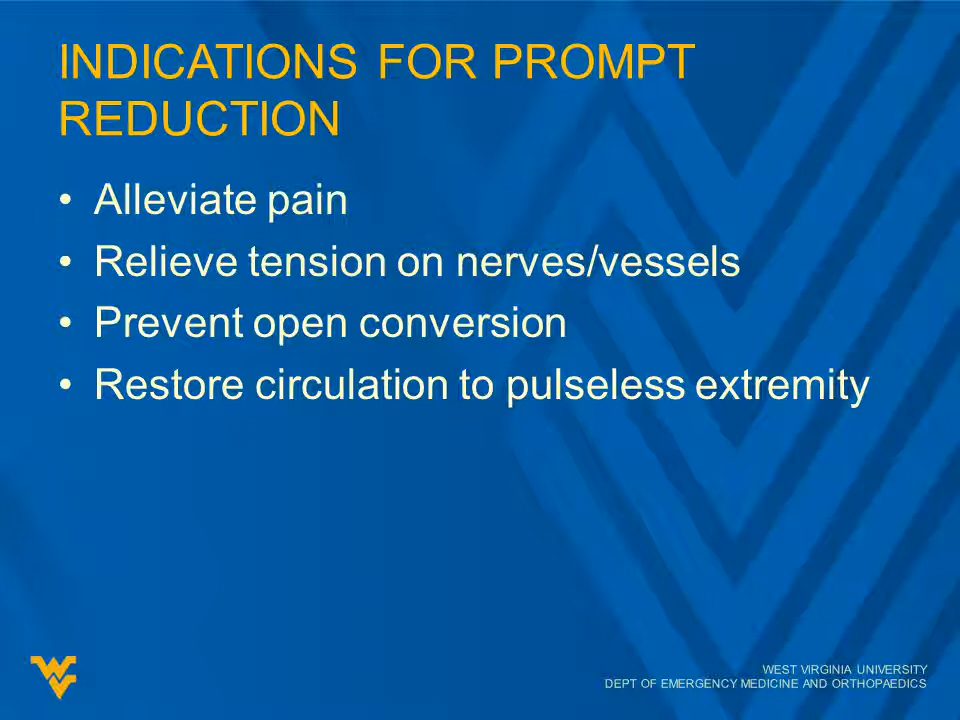 INDICATIONS FOR PROMPT
REDUCTION
• Alleviate pain
• Relieve tension on nerves/vessels
• Prevent open conversion
• Restore circulation to pulseless extremity
WEST VIRGINIA UNIVERSITY
DEPT OF EMERGENCY MEDICINE AND ORTHOPAEDICS